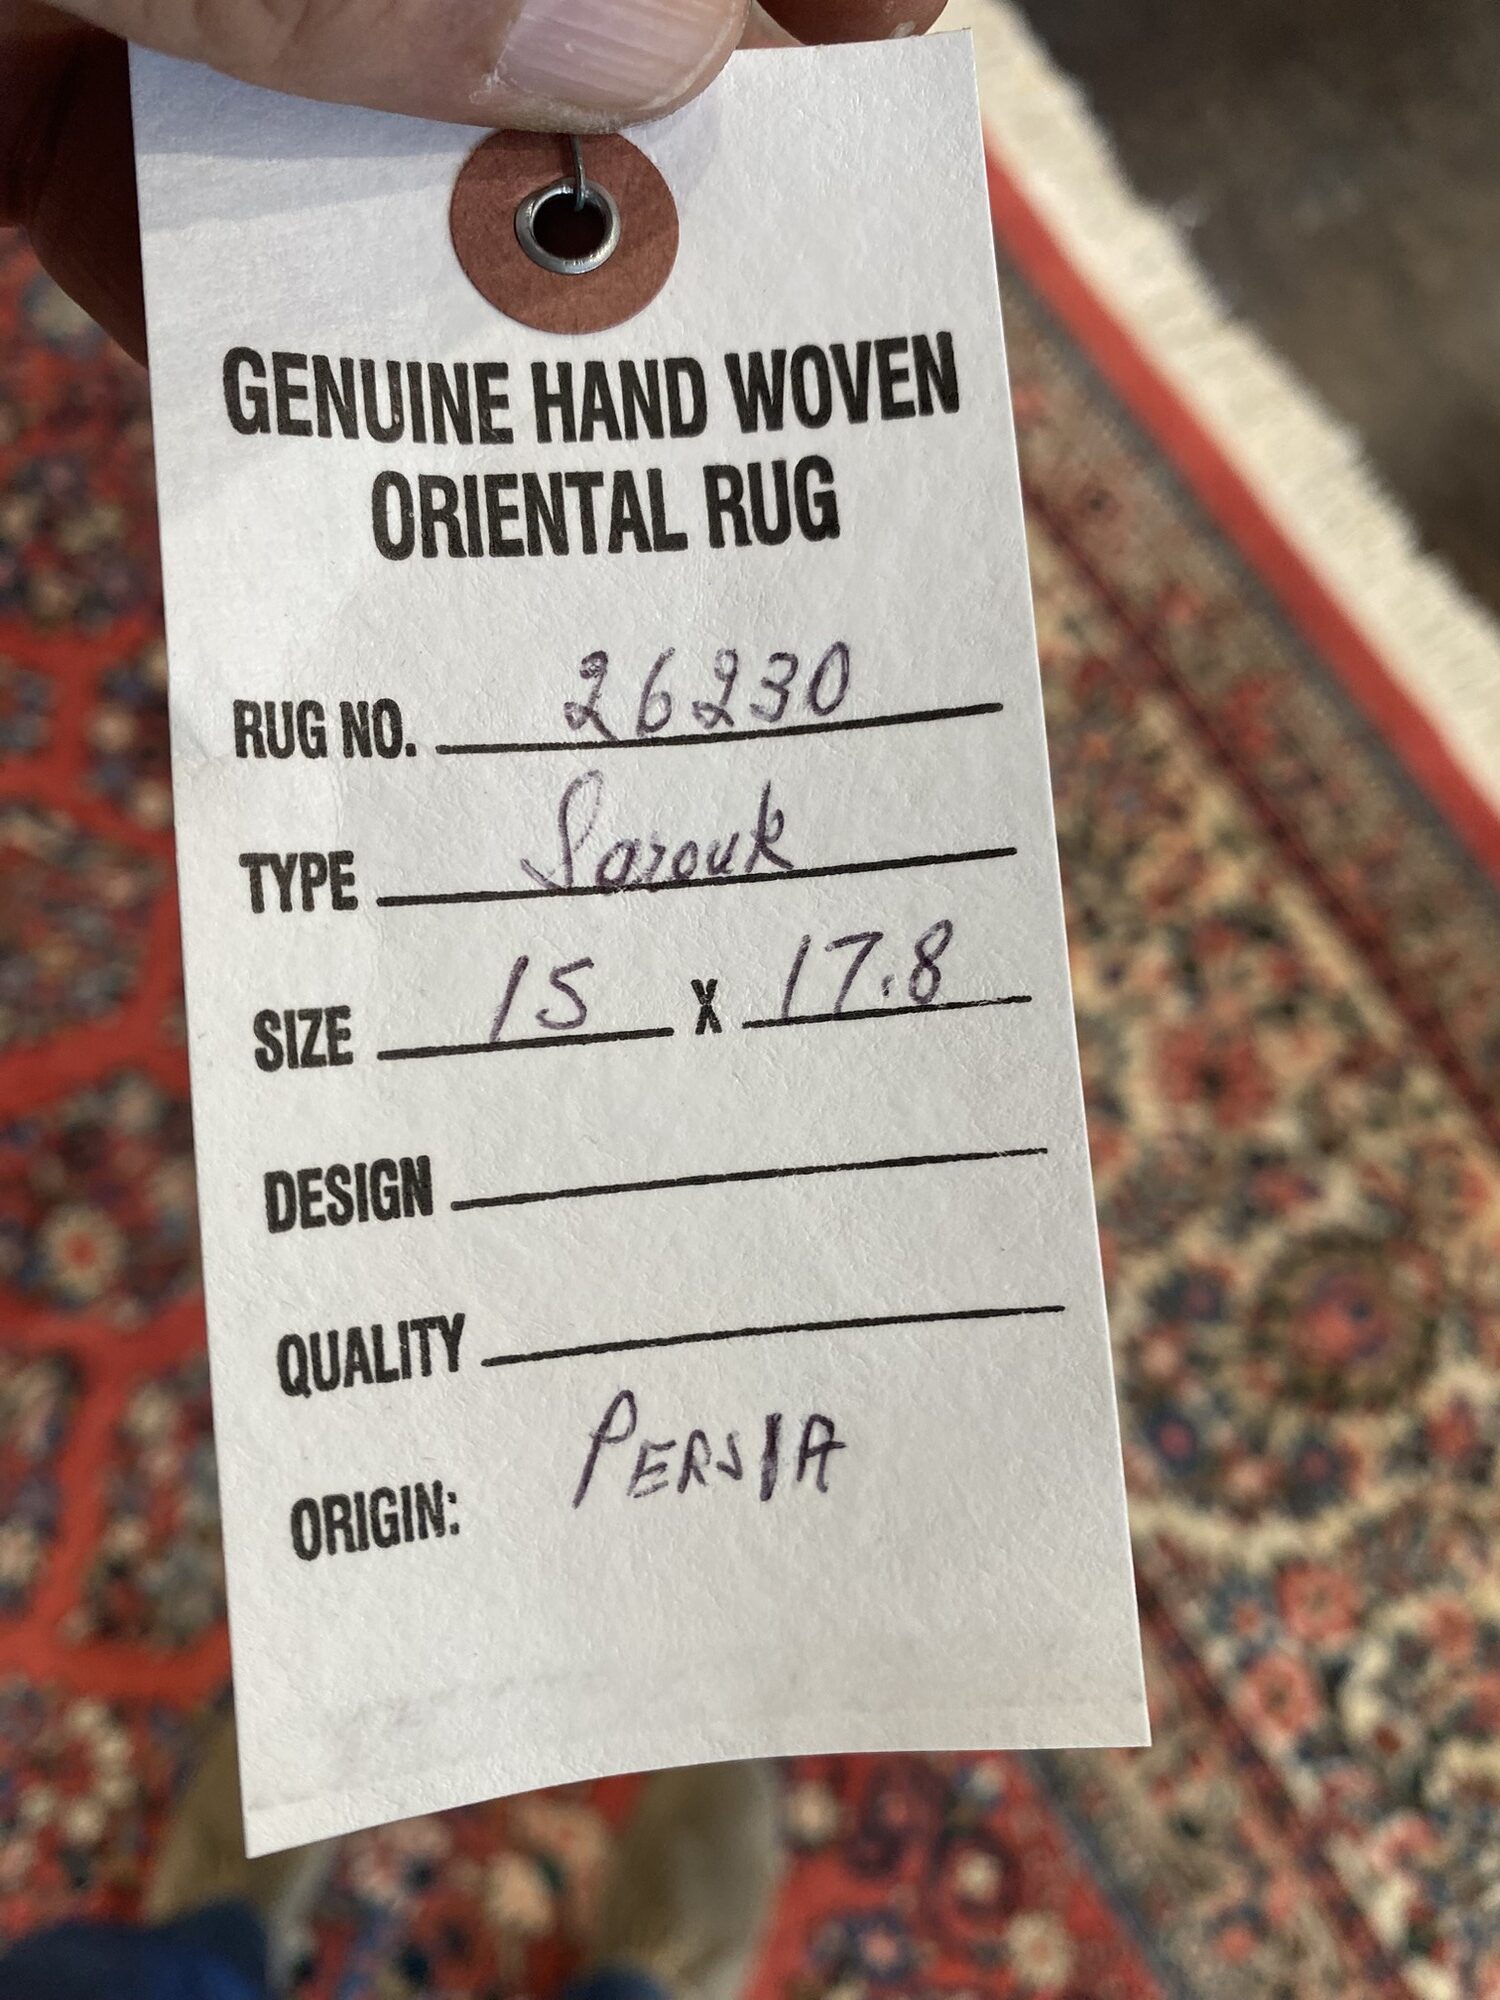 GENUINE HAND WOVEN
ORIENTAL RUG
RUG NO. 26230
TYPE Sarouk
SIZE 15 X 17.8
DESIGN
QUALITY
ORIGIN: PERSIA